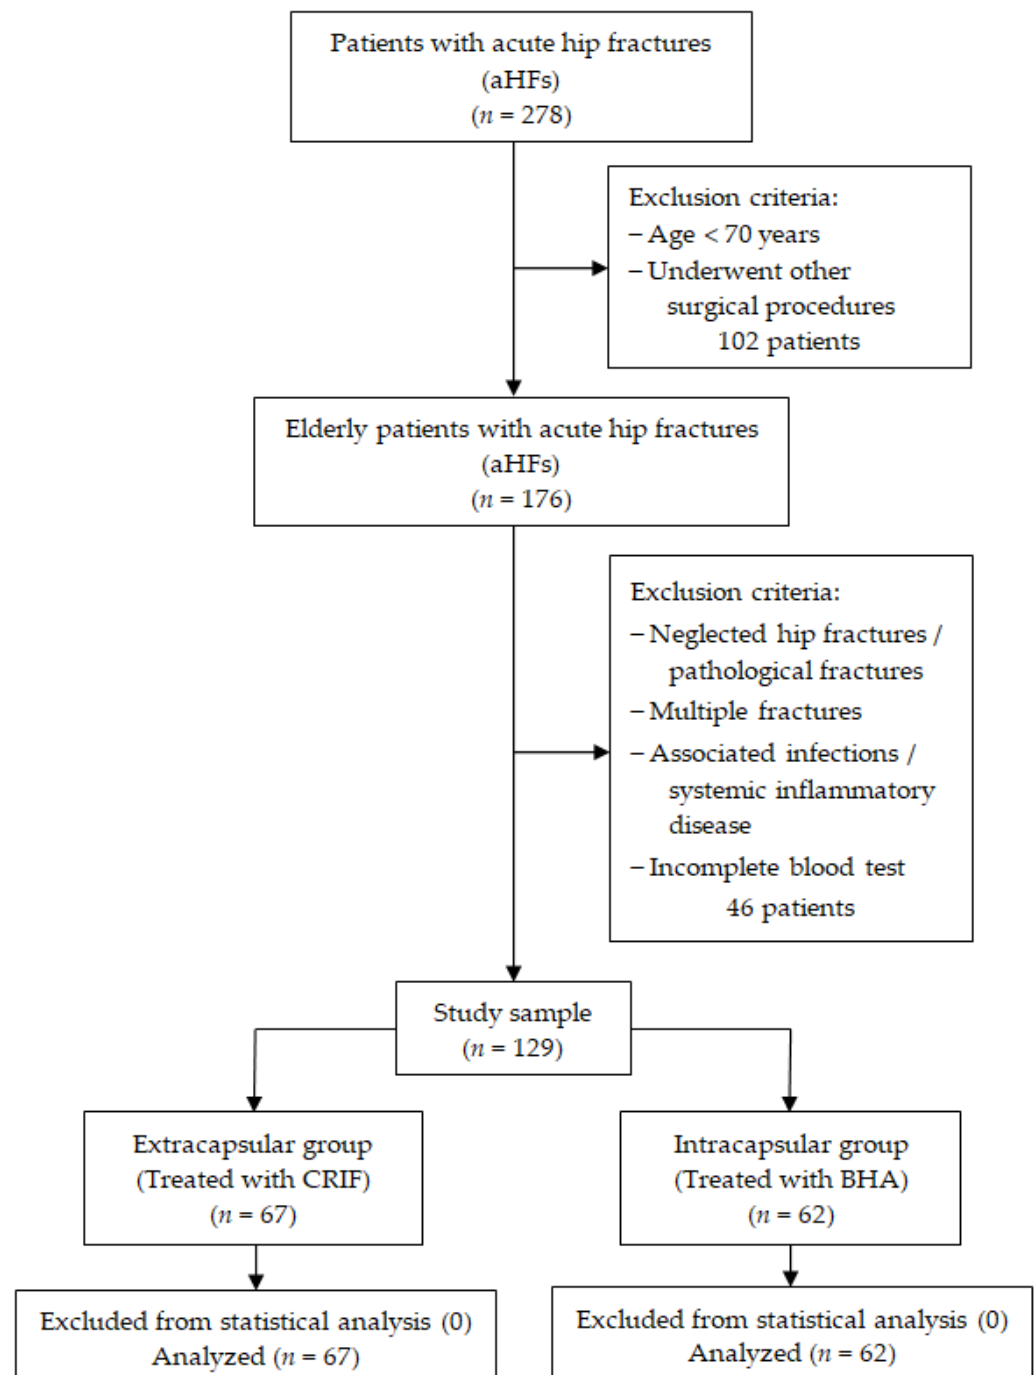 Patients with acute hip fractures
(aHFs)
(n = 278)
Exclusion criteria:
– Age < 70 years
– Underwent other
surgical procedures
102 patients
Elderly patients with acute hip fractures
(aHFs)
(n = 176)
Exclusion criteria:
– Neglected hip fractures /
pathological fractures
– Multiple fractures
– Associated infections /
systemic inflammatory
disease
– Incomplete blood test
46 patients
Study sample
(n = 129)
Extracapsular group
(Treated with CRIF)
(n = 67)
Intracapsular group
(Treated with BHA)
(n = 62)
Excluded from statistical analysis (0)
Analyzed (n = 67)
Excluded from statistical analysis (0)
Analyzed (n = 62)